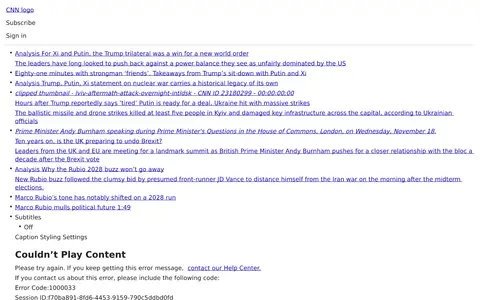 CNN logo
Subscribe
Sign in
Analysis For Xi and Putin, the Trump trilateral was a win for a new world order
The leaders have long looked to push back against a power balance they see as unfairly dominated by the US
Eighty-one minutes with strongman ‘friends’. Takeaways from Trump’s sit-down with Putin and Xi
Analysis Trump, Putin, Xi statement on nuclear war carries a historical legacy of its own
clipped thumbnail - lviv-aftermath-attack-overnight-intldsk - CNN ID 23180299 - 00:00:00:00
Hours after Trump reportedly says ‘tired’ Putin is ready for a deal, Ukraine hit with massive strikes
The ballistic missile and drone strikes killed at least five people in Kyiv and damaged key infrastructure across the capital, according to Ukrainian
officials
Prime Minister Andy Burnham speaking during Prime Minister's Questions in the House of Commons, London, on Wednesday, November 18.
Ten years on, is the UK preparing to undo Brexit?
Leaders from the UK and EU are meeting for a landmark summit as British Prime Minister Andy Burnham pushes for a closer relationship with the bloc a
decade after the Brexit vote
Analysis Why the Rubio 2028 buzz won’t go away
New Rubio buzz followed the clumsy bid by presumed front-runner JD Vance to distance himself from the Iran war on the morning after the midterm
elections.
Marco Rubio’s tone has notably shifted on a 2028 run
Marco Rubio mulls political future 1:49
Subtitles
Off
Caption Styling Settings
Couldn’t Play Content
Please try again. If you keep getting this error message, contact our Help Center.
If you contact us about this error, please include the following code:
Error Code:1000033
Session ID:f70ba891-8fd6-4453-9159-790c5ddbd0fd